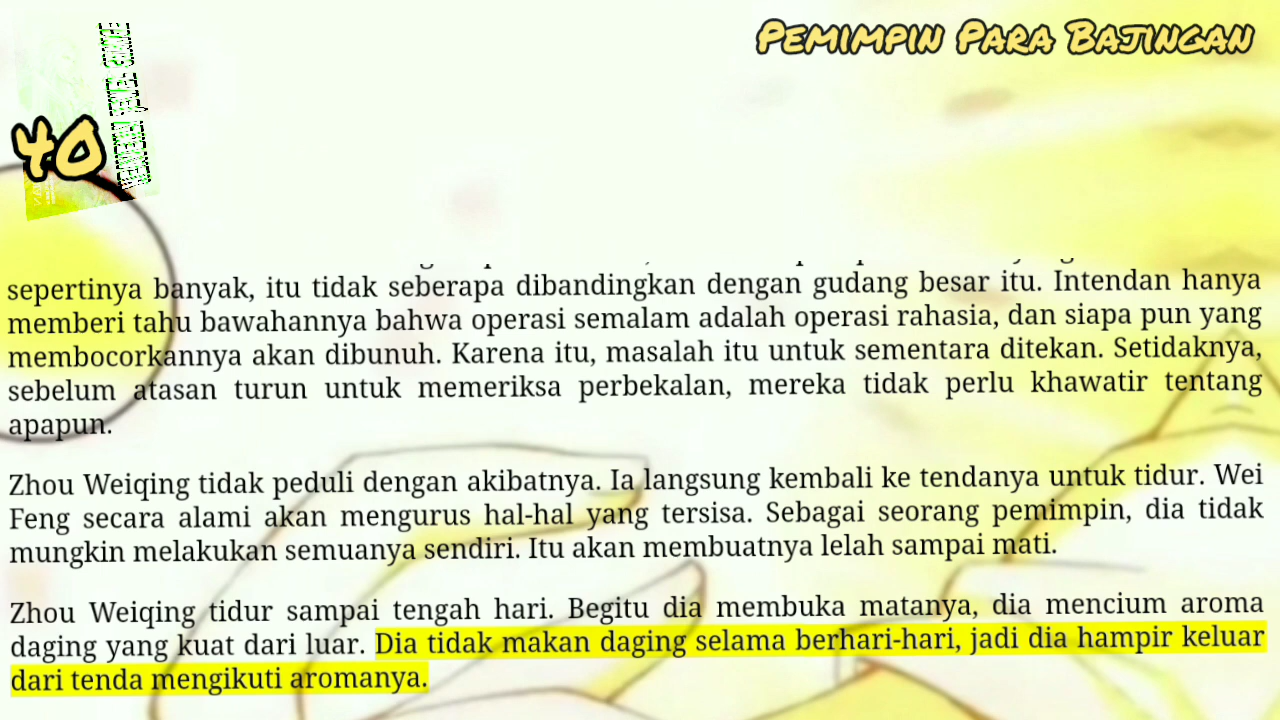 Pemimpin Para Bajingan
40
sepertinya banyak, itu tidak seberapa dibandingkan dengan gudang besar itu. Intendan hanya
memberi tahu bawahannya bahwa operasi semalam adalah operasi rahasia, dan siapa pun yang
membocorkannya akan dibunuh. Karena itu, masalah itu untuk sementara ditekan. Setidaknya,
sebelum atasan turun untuk memeriksa perbekalan, mereka tidak perlu khawatir tentang
apapun.
Zhou Weiqing tidak peduli dengan akibatnya. Ia langsung kembali ke tendanya untuk tidur. Wei
Feng secara alami akan mengurus hal-hal yang tersisa. Sebagai seorang pemimpin, dia tidak
mungkin melakukan semuanya sendiri. Itu akan membuatnya lelah sampai mati.
Zhou Weiqing tidur sampai tengah hari. Begitu dia membuka matanya, dia mencium aroma
daging yang kuat dari luar. Dia tidak makan daging selama berhari-hari, jadi dia hampir keluar
dari tenda mengikuti aromanya.